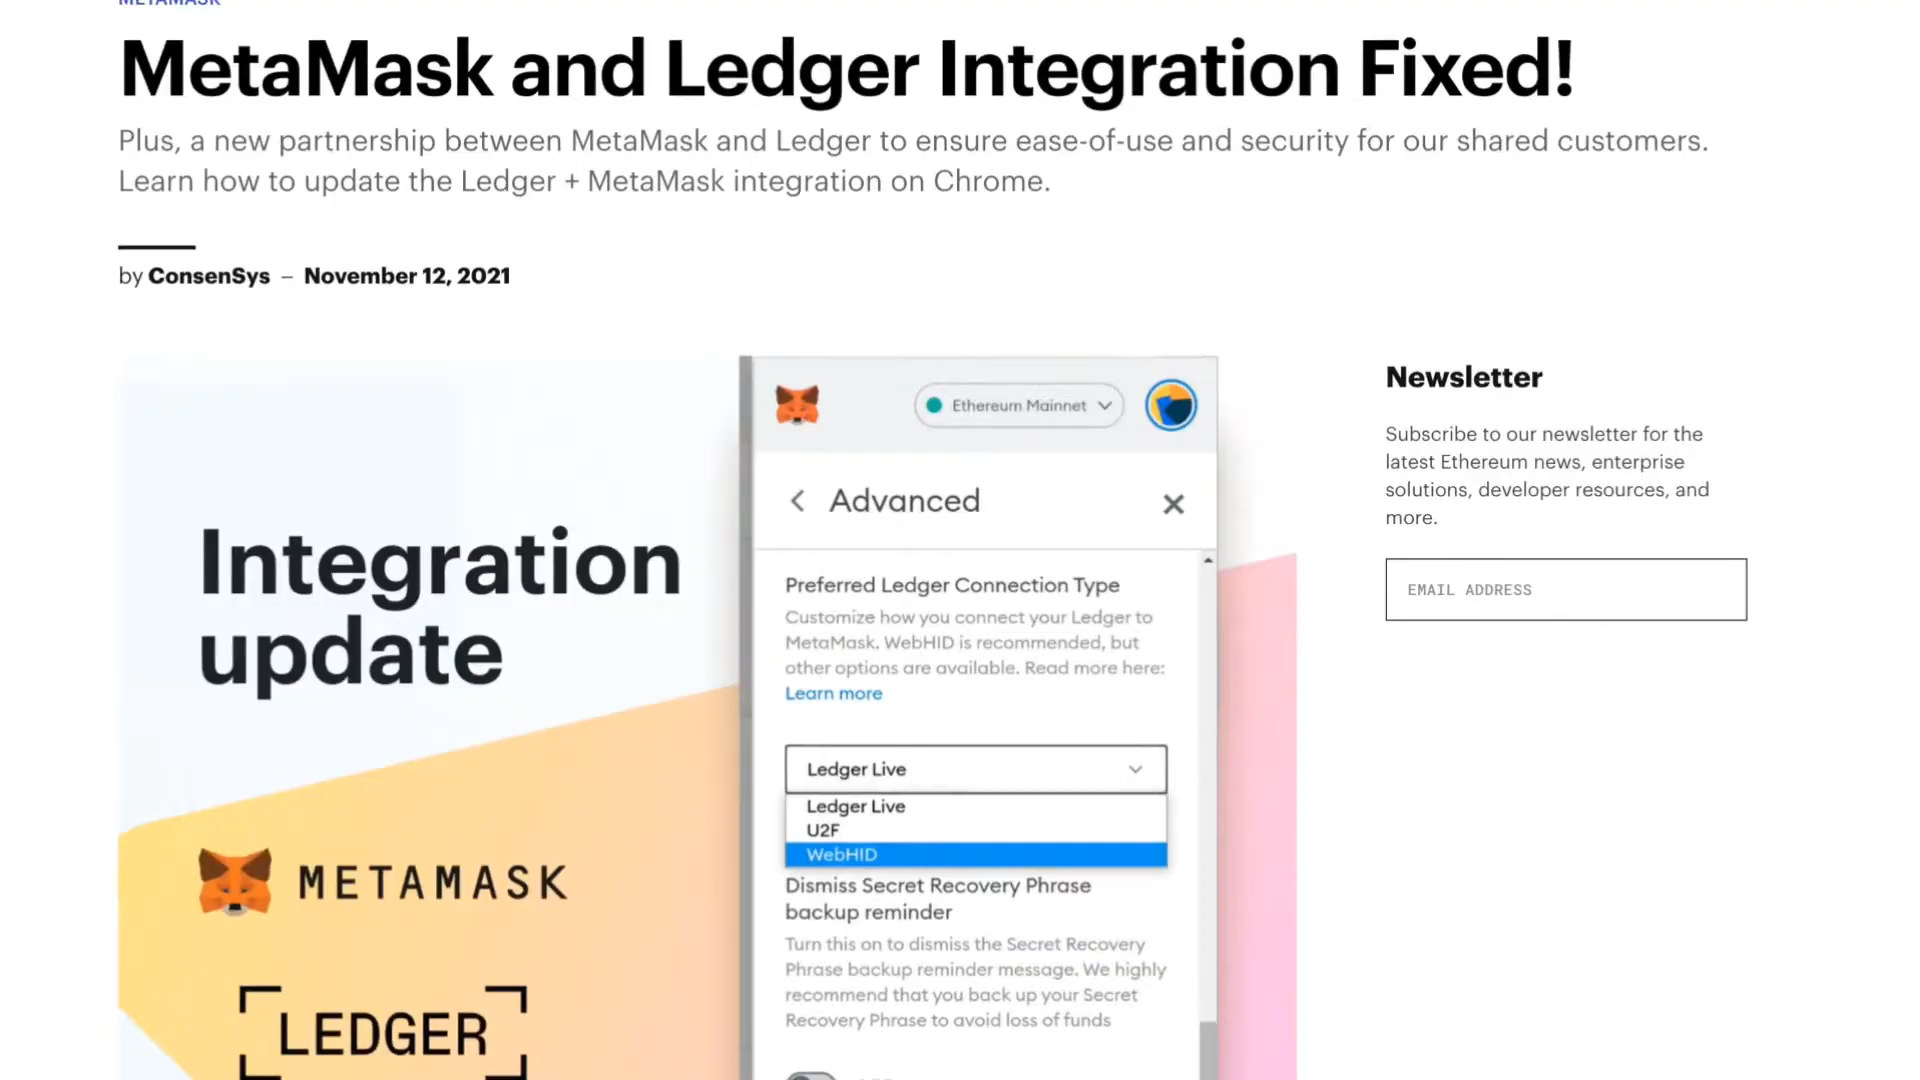 METAMASK
MetaMask and Ledger Integration Fixed!
Plus, a new partnership between MetaMask and Ledger to ensure ease-of-use and security for our shared customers.
Learn how to update the Ledger + MetaMask integration on Chrome.
by ConsenSys – November 12, 2021
Integration
update
METAMASK
LEDGER
Ethereum Mainnet
Advanced
Preferred Ledger Connection Type
Customize how you connect your Ledger to
MetaMask. WebHID is recommended, but
other options are available. Read more here:
Learn more
Ledger Live
Ledger Live
U2F
WebHID
Dismiss Secret Recovery Phrase
backup reminder
Turn this on to dismiss the Secret Recovery
Phrase backup reminder message. We highly
recommend that you back up your Secret
Recovery Phrase to avoid loss of funds
Newsletter
Subscribe to our newsletter for the
latest Ethereum news, enterprise
solutions, developer resources, and
more.
EMAIL ADDRESS